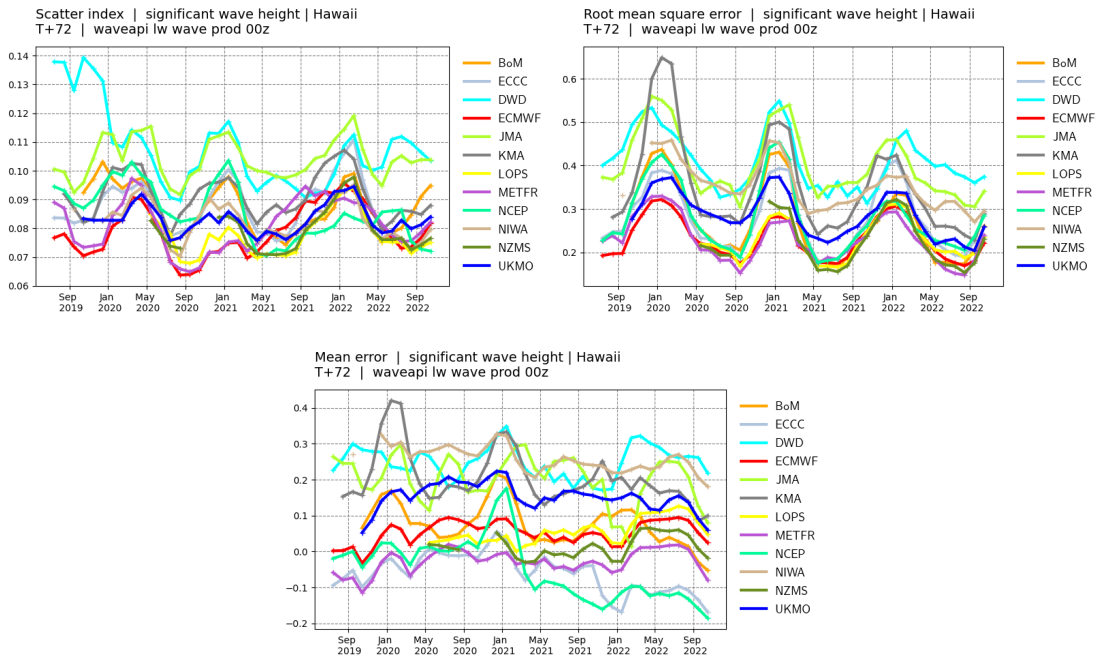 Scatter index | significant wave height | Hawaii
T+72 | waveapi lw wave prod 00z
0.14
0.13
0.12
0.11
0.10
0.09
0.08
0.07
0.06
Sep 2019
Jan 2020
May 2020
Sep 2020
Jan 2021
May 2021
Sep 2021
Jan 2022
May 2022
Sep 2022
BoM
ECCC
DWD
ECMWF
JMA
KMA
LOPS
METFR
NCEP
NIWA
NZMS
UKMO
Root mean square error | significant wave height | Hawaii
T+72 | waveapi lw wave prod 00z
0.6
0.5
0.4
0.3
0.2
Sep 2019
Jan 2020
May 2020
Sep 2020
Jan 2021
May 2021
Sep 2021
Jan 2022
May 2022
Sep 2022
BoM
ECCC
DWD
ECMWF
JMA
KMA
LOPS
METFR
NCEP
NIWA
NZMS
UKMO
Mean error | significant wave height | Hawaii
T+72 | waveapi lw wave prod 00z
0.4
0.3
0.2
0.1
0.0
−0.1
−0.2
Sep 2019
Jan 2020
May 2020
Sep 2020
Jan 2021
May 2021
Sep 2021
Jan 2022
May 2022
Sep 2022
BoM
ECCC
DWD
ECMWF
JMA
KMA
LOPS
METFR
NCEP
NIWA
NZMS
UKMO